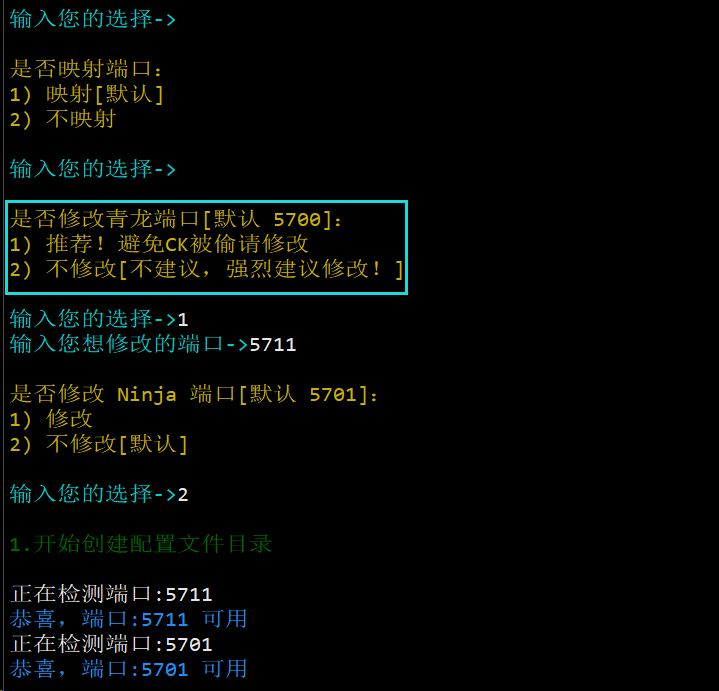 输入您的选择->
是否映射端口：
1) 映射[默认]
2) 不映射
输入您的选择->
是否修改青龙端口[默认 5700]：
1) 推荐！避免CK被偷请修改
2) 不修改[不建议，强烈建议修改！]
输入您的选择->1
输入您想修改的端口->5711
是否修改 Ninja 端口[默认 5701]：
1) 修改
2) 不修改[默认]
输入您的选择->2
1.开始创建配置文件目录
正在检测端口:5711
恭喜，端口:5711 可用
正在检测端口:5701
恭喜，端口:5701 可用